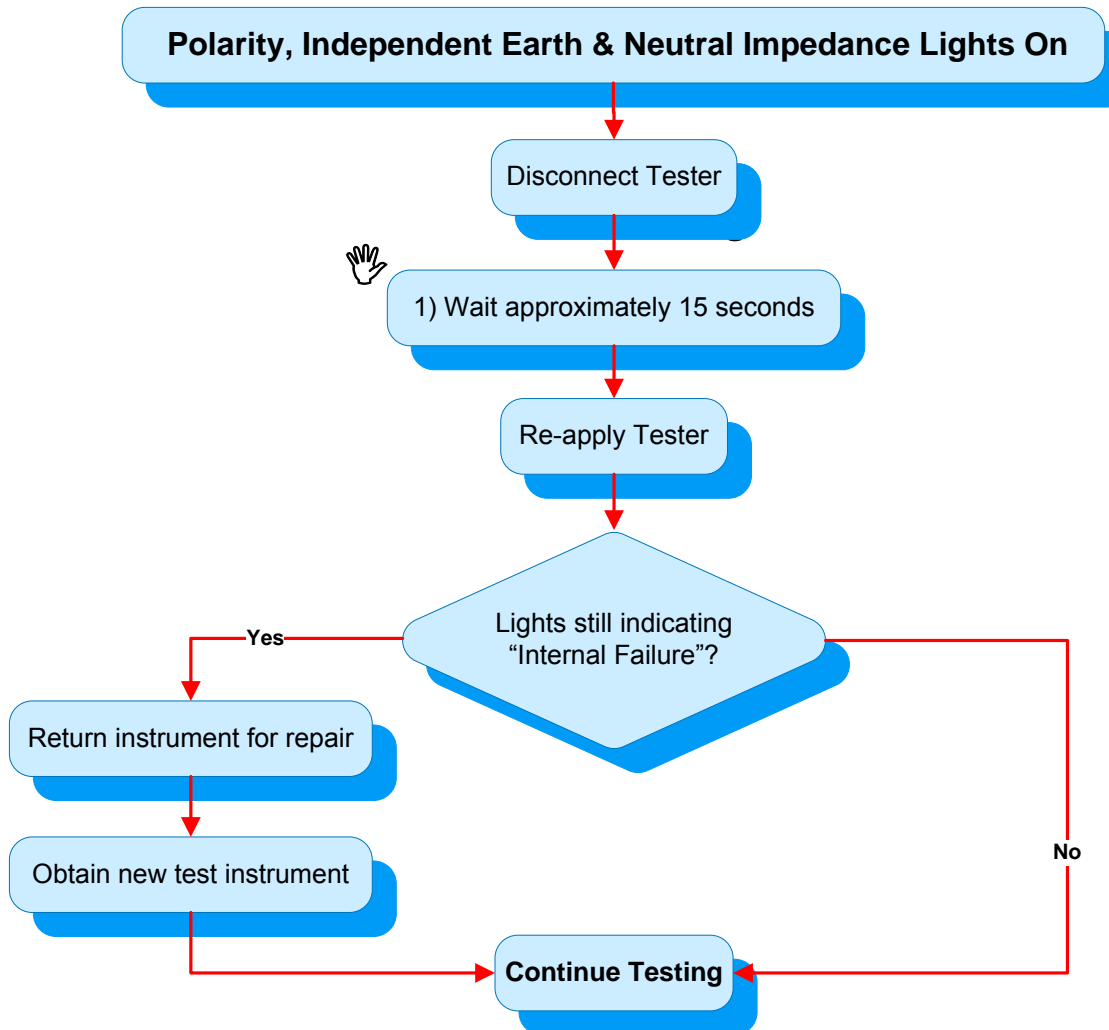 Polarity, Independent Earth & Neutral Impedance Lights On
Disconnect Tester
1) Wait approximately 15 seconds
Re-apply Tester
Lights still indicating
“Internal Failure”?
Yes
Return instrument for repair
Obtain new test instrument
No
Continue Testing